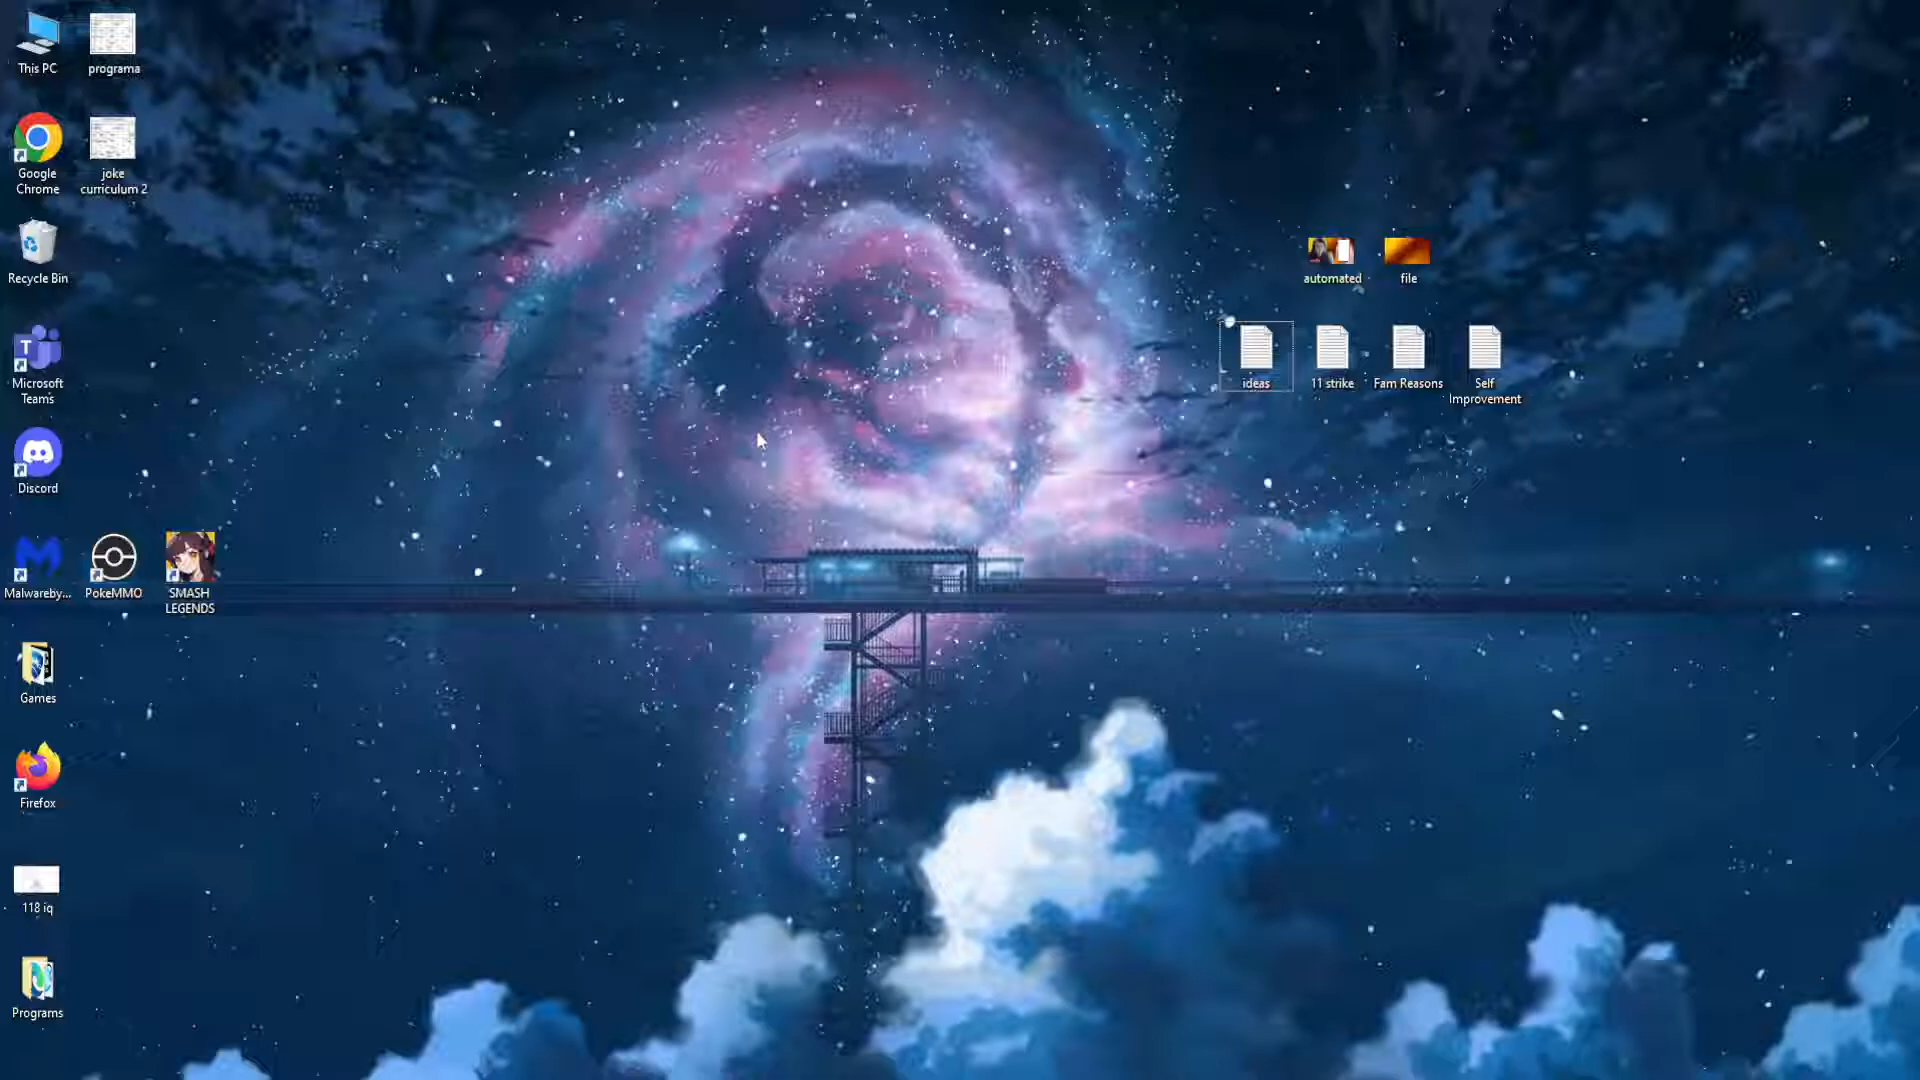 This PC
programa
Google
Chrome
joke
curriculum 2
Recycle Bin
Microsoft
Teams
Discord
Malwareby...
PokeMMO
SMASH
LEGENDS
Games
Firefox
118 iq
Programs
automated
file
ideas
11 strike
Fam Reasons
Self
Improvement